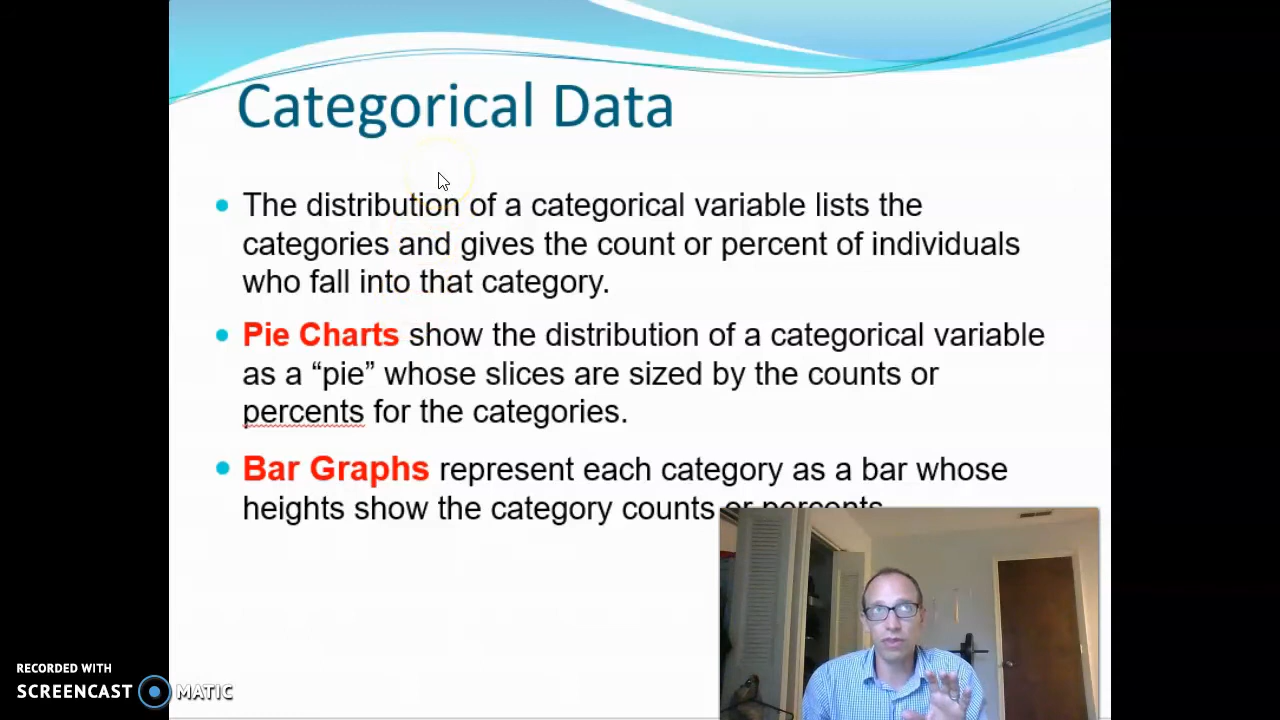 Categorical Data
The distribution of a categorical variable lists the
categories and gives the count or percent of individuals
who fall into that category.
Pie Charts show the distribution of a categorical variable
as a “pie” whose slices are sized by the counts or
percents for the categories.
Bar Graphs represent each category as a bar whose
heights show the category counts or percents
RECORDED WITH
SCREENCAST MATIC